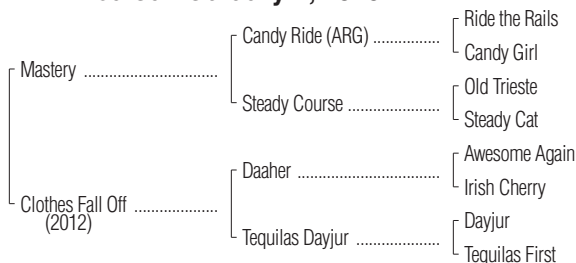 Mastery
Clothes Fall Off
(2012)
Candy Ride (ARG)
Steady Course
Daaher
Tequilas Dayjur
Ride the Rails
Candy Girl
Old Trieste
Steady Cat
Awesome Again
Irish Cherry
Dayjur
Tequilas First